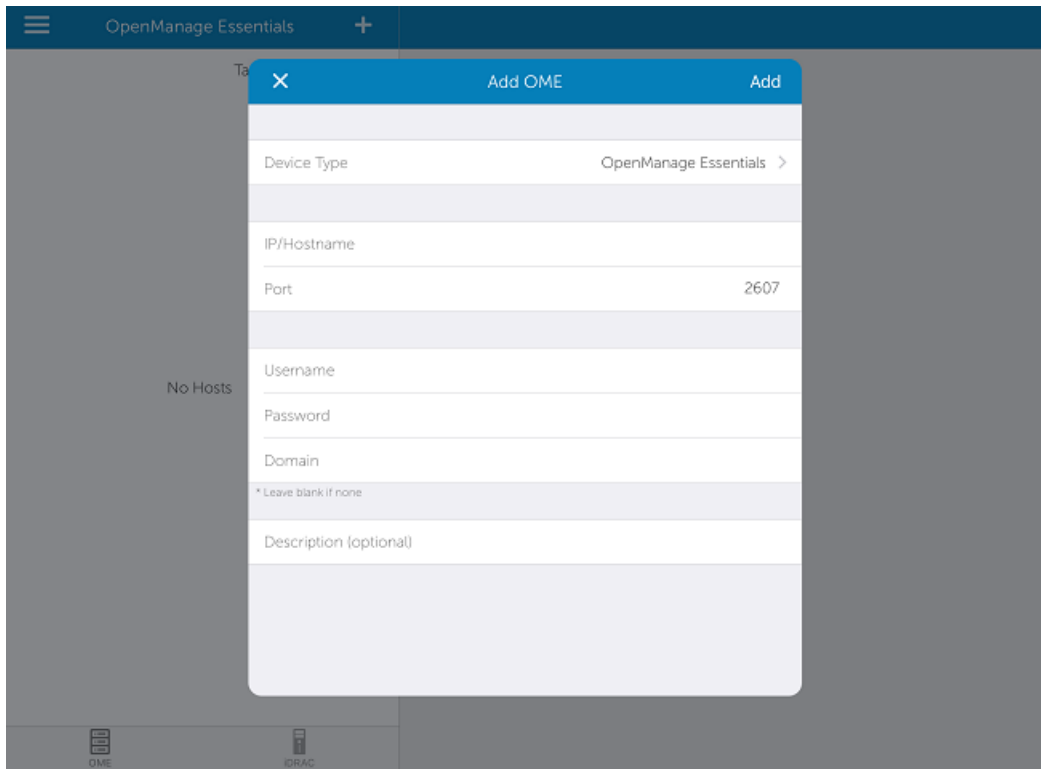 OpenManage Essentials +
Ta
Add OME Add
Device Type OpenManage Essentials >
IP/Hostname
Port 2607
Username
No Hosts
Password
Domain
* Leave blank if none
Description (optional)
OME iDRAC